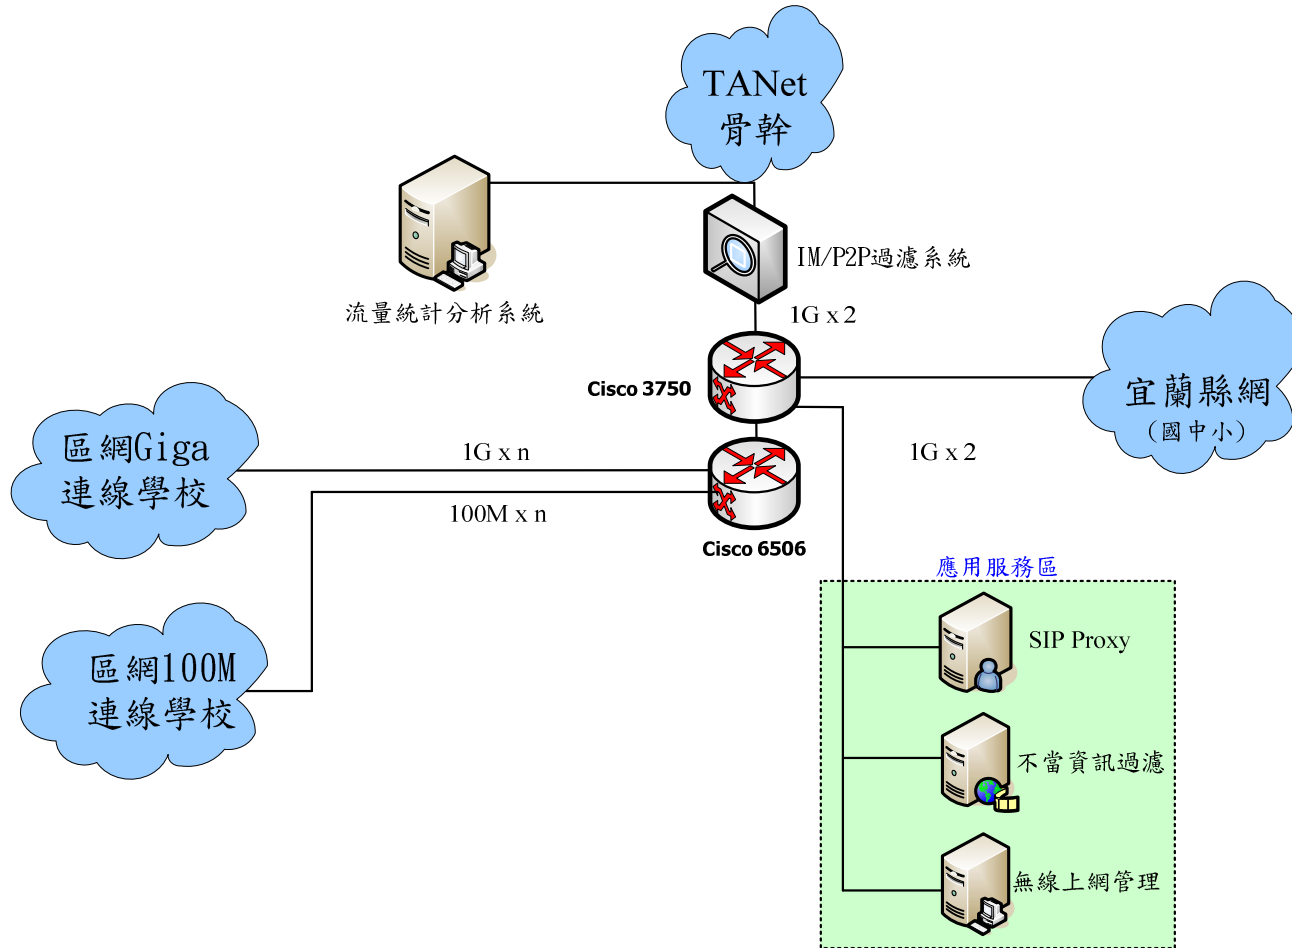 TANet
骨幹
IM/P2P過濾系統
流量統計分析系統
1G x 2
Cisco 3750
宜蘭縣網
(國中小)
區網Giga
連線學校
1G x n
1G x 2
100M x n
Cisco 6506
應用服務區
SIP Proxy
區網100M
連線學校
不當資訊過濾
無線上網管理